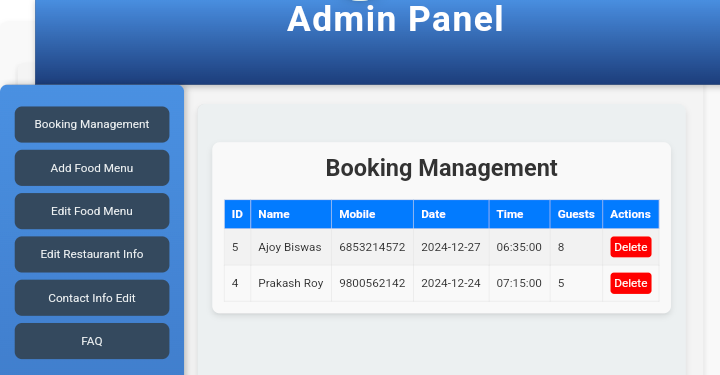 Admin Panel
Booking Management
Add Food Menu
Edit Food Menu
Edit Restaurant Info
Contact Info Edit
FAQ
Booking Management
ID Name Mobile Date Time Guests Actions
5 Ajoy Biswas 6853214572 2024-12-27 06:35:00 8 Delete
4 Prakash Roy 9800562142 2024-12-24 07:15:00 5 Delete